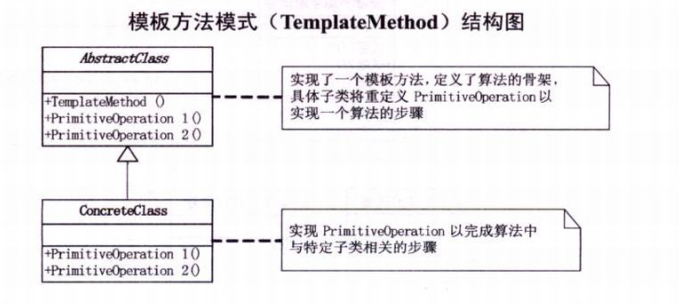 模板方法模式（TemplateMethod）结构图
AbstractClass
+TemplateMethod ()
+PrimitiveOperation 1()
+PrimitiveOperation 2()
实现了一个模板方法，定义了算法的骨架，
具体子类将重定义 PrimitiveOperation 以
实现一个算法的步骤
ConcreteClass
+PrimitiveOperation 1()
+PrimitiveOperation 2()
实现 PrimitiveOperation 以完成算法中
与特定子类相关的步骤